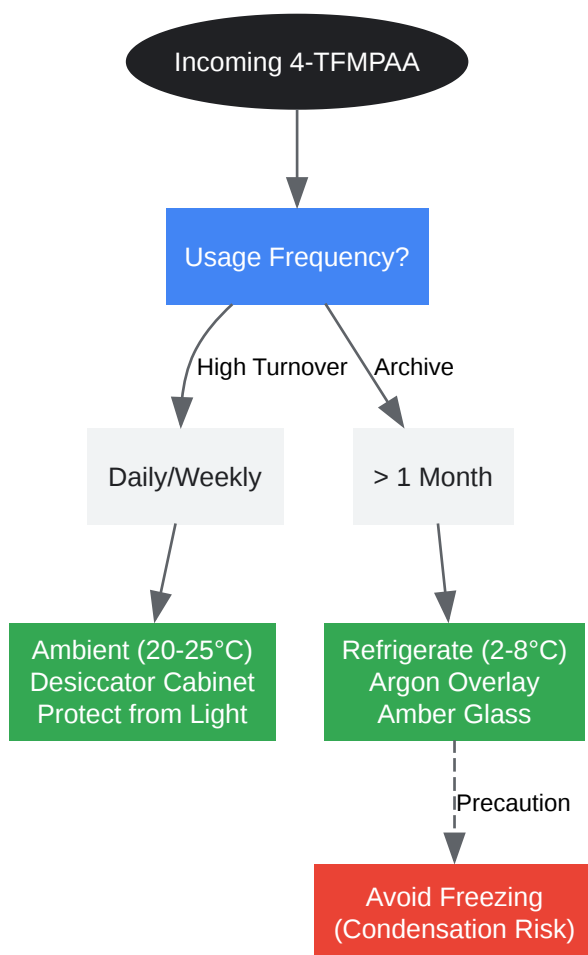 Incoming 4-TFMPAA
Usage Frequency?
High Turnover
Archive
Daily/Weekly
> 1 Month
Ambient (20-25°C)
Desiccator Cabinet
Protect from Light
Refrigerate (2-8°C)
Argon Overlay
Amber Glass
Precaution
Avoid Freezing
(Condensation Risk)